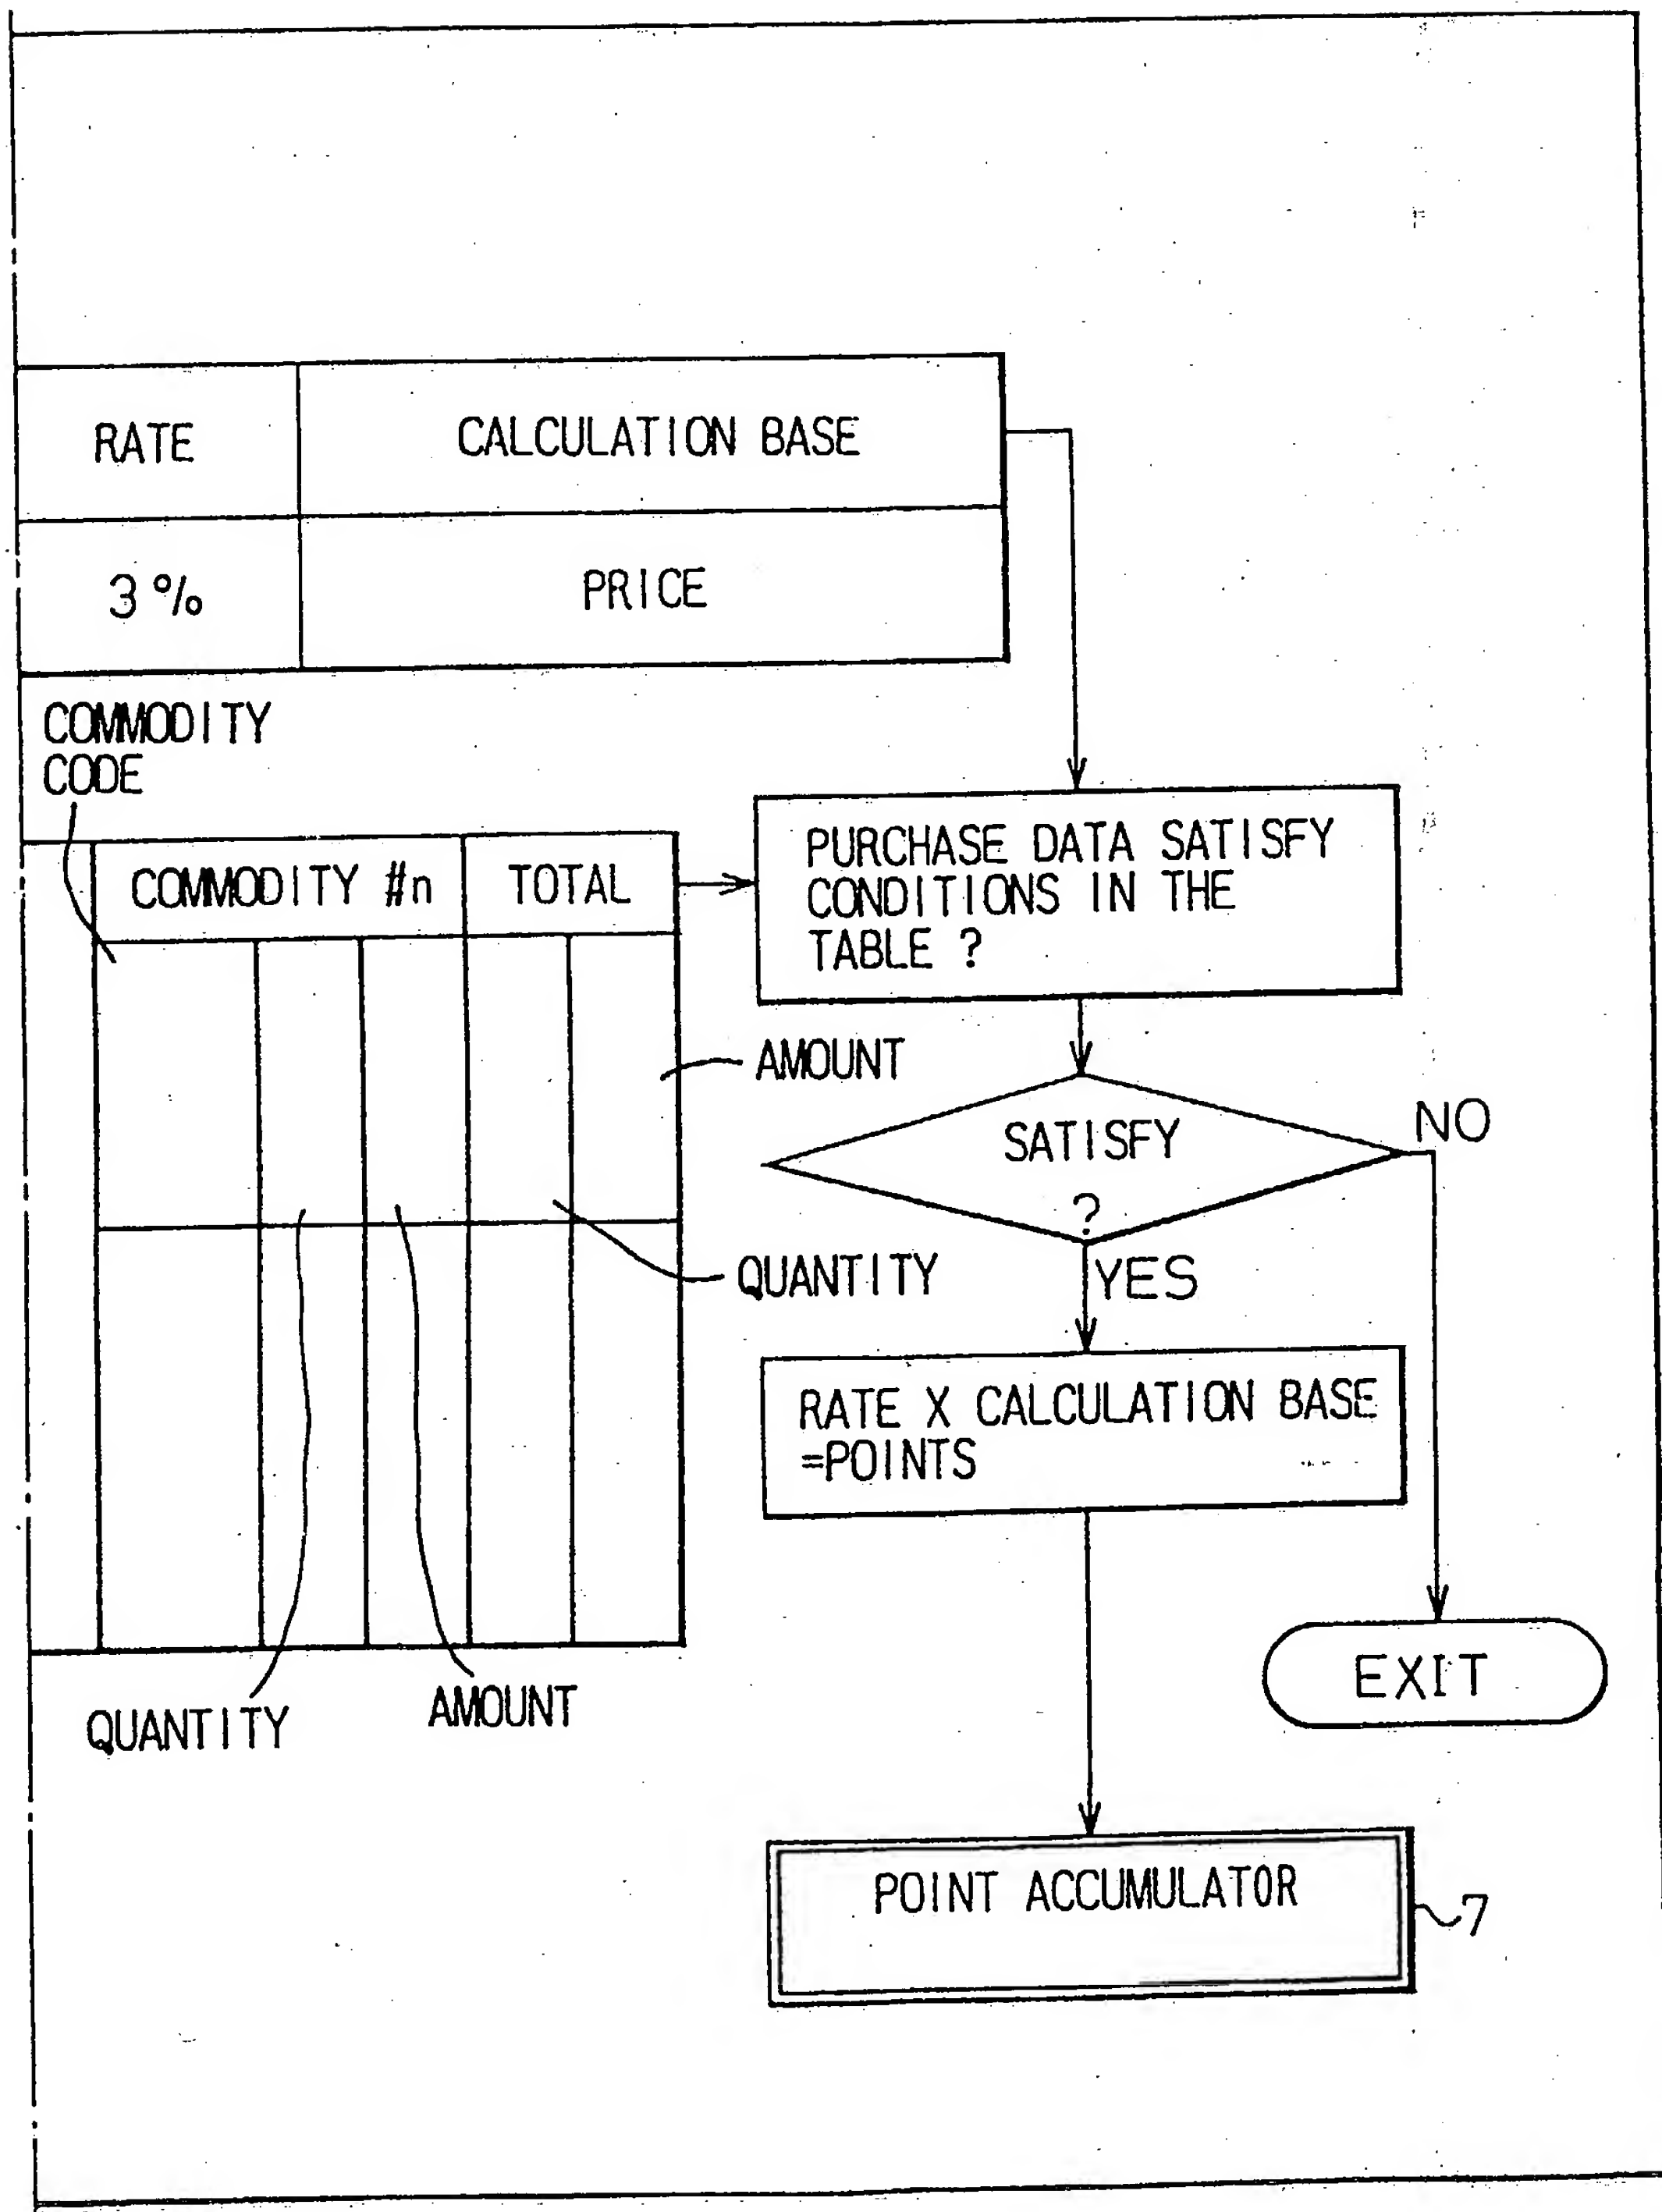 RATE
CALCULATION BASE
3%
PRICE
COMMODITY
CODE
COMMODITY #n
TOTAL
PURCHASE DATA SATISFY
CONDITIONS IN THE
TABLE ?
AMOUNT
SATISFY
?
NO
QUANTITY
YES
RATE X CALCULATION BASE
=POINTS
EXIT
QUANTITY
AMOUNT
POINT ACCUMULATOR
7